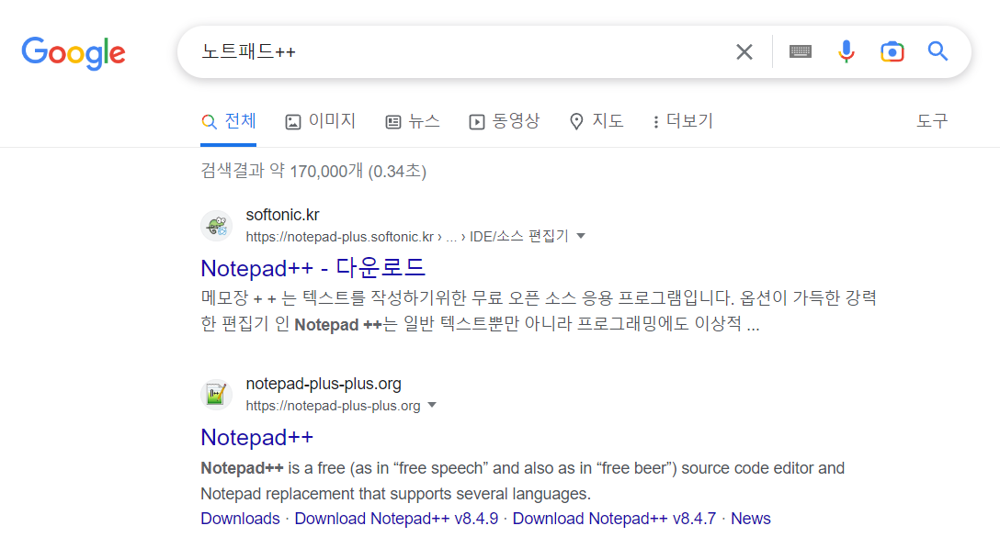 Google
노트패드++
전체 이미지 뉴스 동영상 지도 더보기 도구
검색결과 약 170,000개 (0.34초)
softonic.kr
https://notepad-plus.softonic.kr › ... › IDE/소스 편집기
Notepad++ - 다운로드
메모장 + + 는 텍스트를 작성하기위한 무료 오픈 소스 응용 프로그램입니다. 옵션이 가득한 강력
한 편집기 인 Notepad ++는 일반 텍스트뿐만 아니라 프로그래밍에도 이상적 ...
notepad-plus-plus.org
https://notepad-plus-plus.org
Notepad++
Notepad++ is a free (as in “free speech” and also as in “free beer”) source code editor and
Notepad replacement that supports several languages.
Downloads · Download Notepad++ v8.4.9 · Download Notepad++ v8.4.7 · News